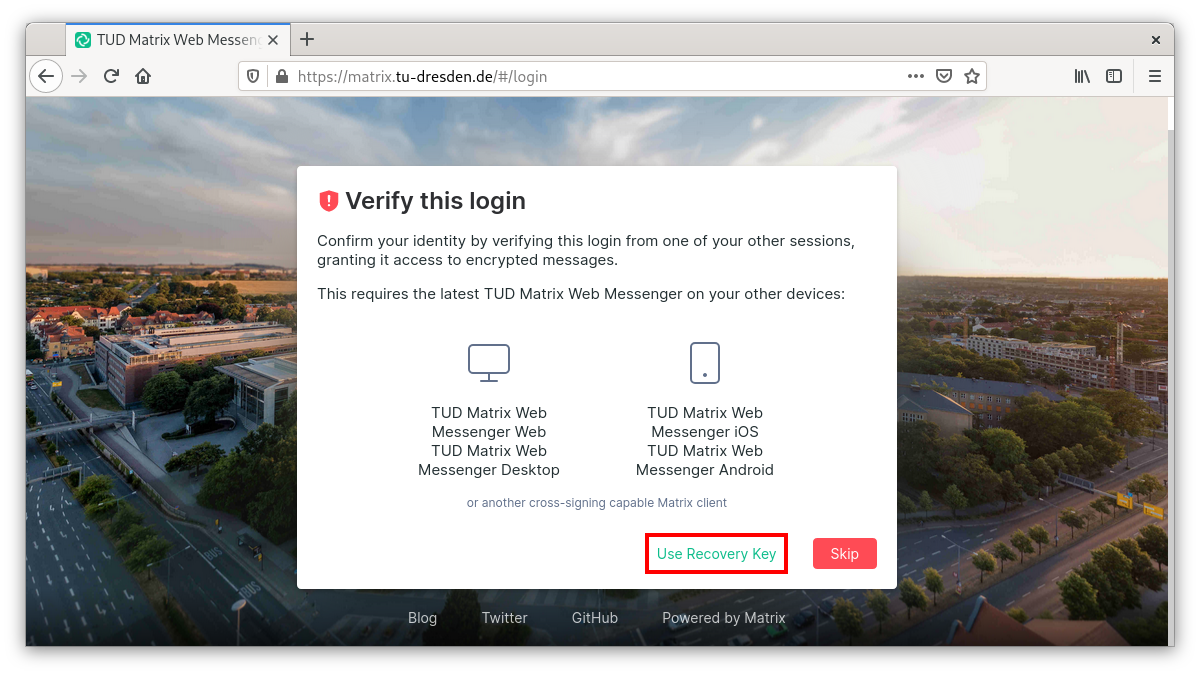 TUD Matrix Web Messeng
https://matrix.tu-dresden.de/#/login
Verify this login
Confirm your identity by verifying this login from one of your other sessions,
granting it access to encrypted messages.
This requires the latest TUD Matrix Web Messenger on your other devices:
TUD Matrix Web
Messenger Web
TUD Matrix Web
Messenger Desktop
TUD Matrix Web
Messenger iOS
TUD Matrix Web
Messenger Android
or another cross-signing capable Matrix client
Use Recovery Key
Skip
BUS
BUS
Blog
Twitter
GitHub
Powered by Matrix